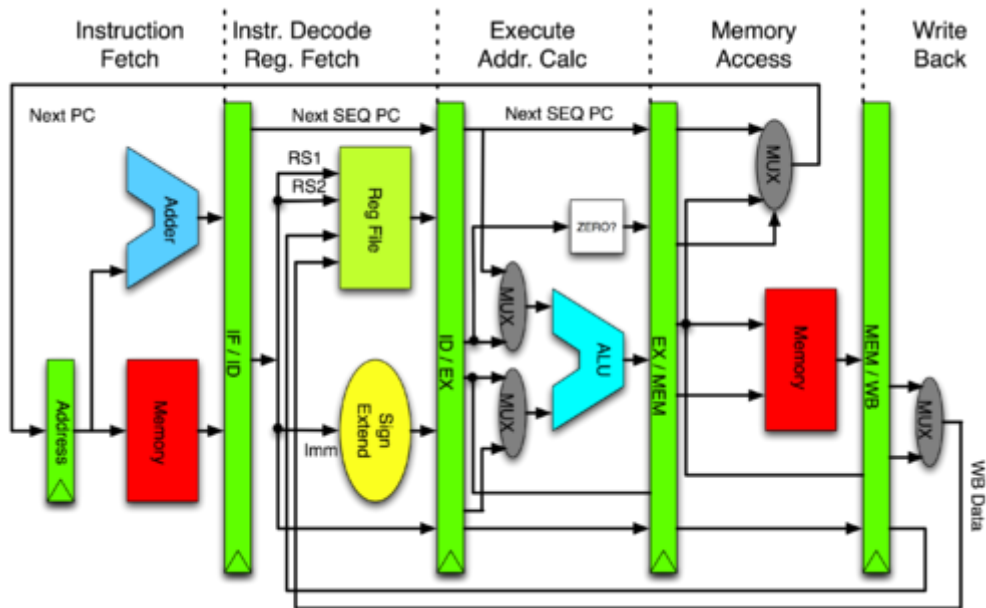 Instruction
Fetch
Instr. Decode
Reg. Fetch
Execute
Addr. Calc
Memory
Access
Write
Back
Next PC
Next SEQ PC
Next SEQ PC
MUX
RS1
RS2
Reg File
Adder
ZERO?
MUX
IF / ID
ID / EX
ALU
EX / MEM
Memory
MEM / WB
Address
Memory
Imm
Sign
Extend
MUX
MUX
WB Data